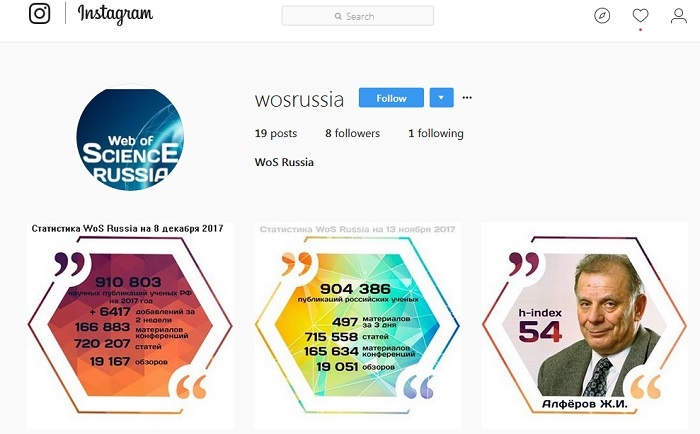 Instagram
Search
wosrussia
Follow
19 posts 8 followers 1 following
WoS Russia
Web of
SCIENCE
RUSSIA
Статистика WoS Russia на 8 декабря 2017
910 803
научных публикаций ученых РФ
на 2017 год
+ 6417 добавлений за
2 недели
166 883 материалов
конференций
720 207 статей
19 167 обзоров
Статистика WoS Russia на 13 ноября 2017
904 386
публикаций российских ученых
497 материалов
за 3 дня
715 558 статей
165 634 материалов
конференций
19 051 обзоров
h-index
54
Алфёров Ж.И.